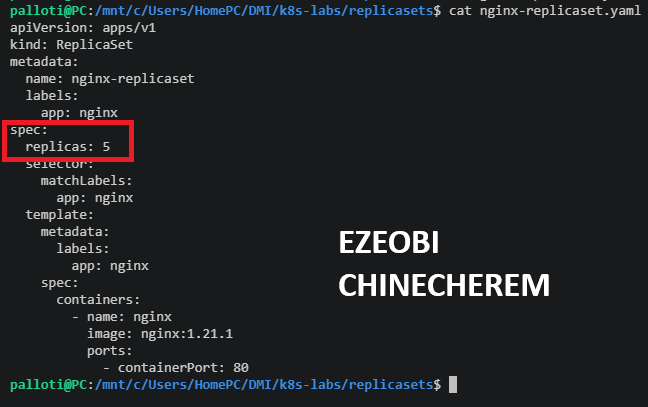 palloti@PC:/mnt/c/Users/HomePC/DMI/k8s-labs/replicasets$ cat nginx-replicaset.yaml
apiVersion: apps/v1
kind: ReplicaSet
metadata:
  name: nginx-replicaset
  labels:
    app: nginx
spec:
  replicas: 5
  selector:
    matchLabels:
      app: nginx
  template:
    metadata:
      labels:
        app: nginx
    spec:
      containers:
        - name: nginx
          image: nginx:1.21.1
          ports:
            - containerPort: 80
palloti@PC:/mnt/c/Users/HomePC/DMI/k8s-labs/replicasets$
EZEOBI
CHINECHEREM